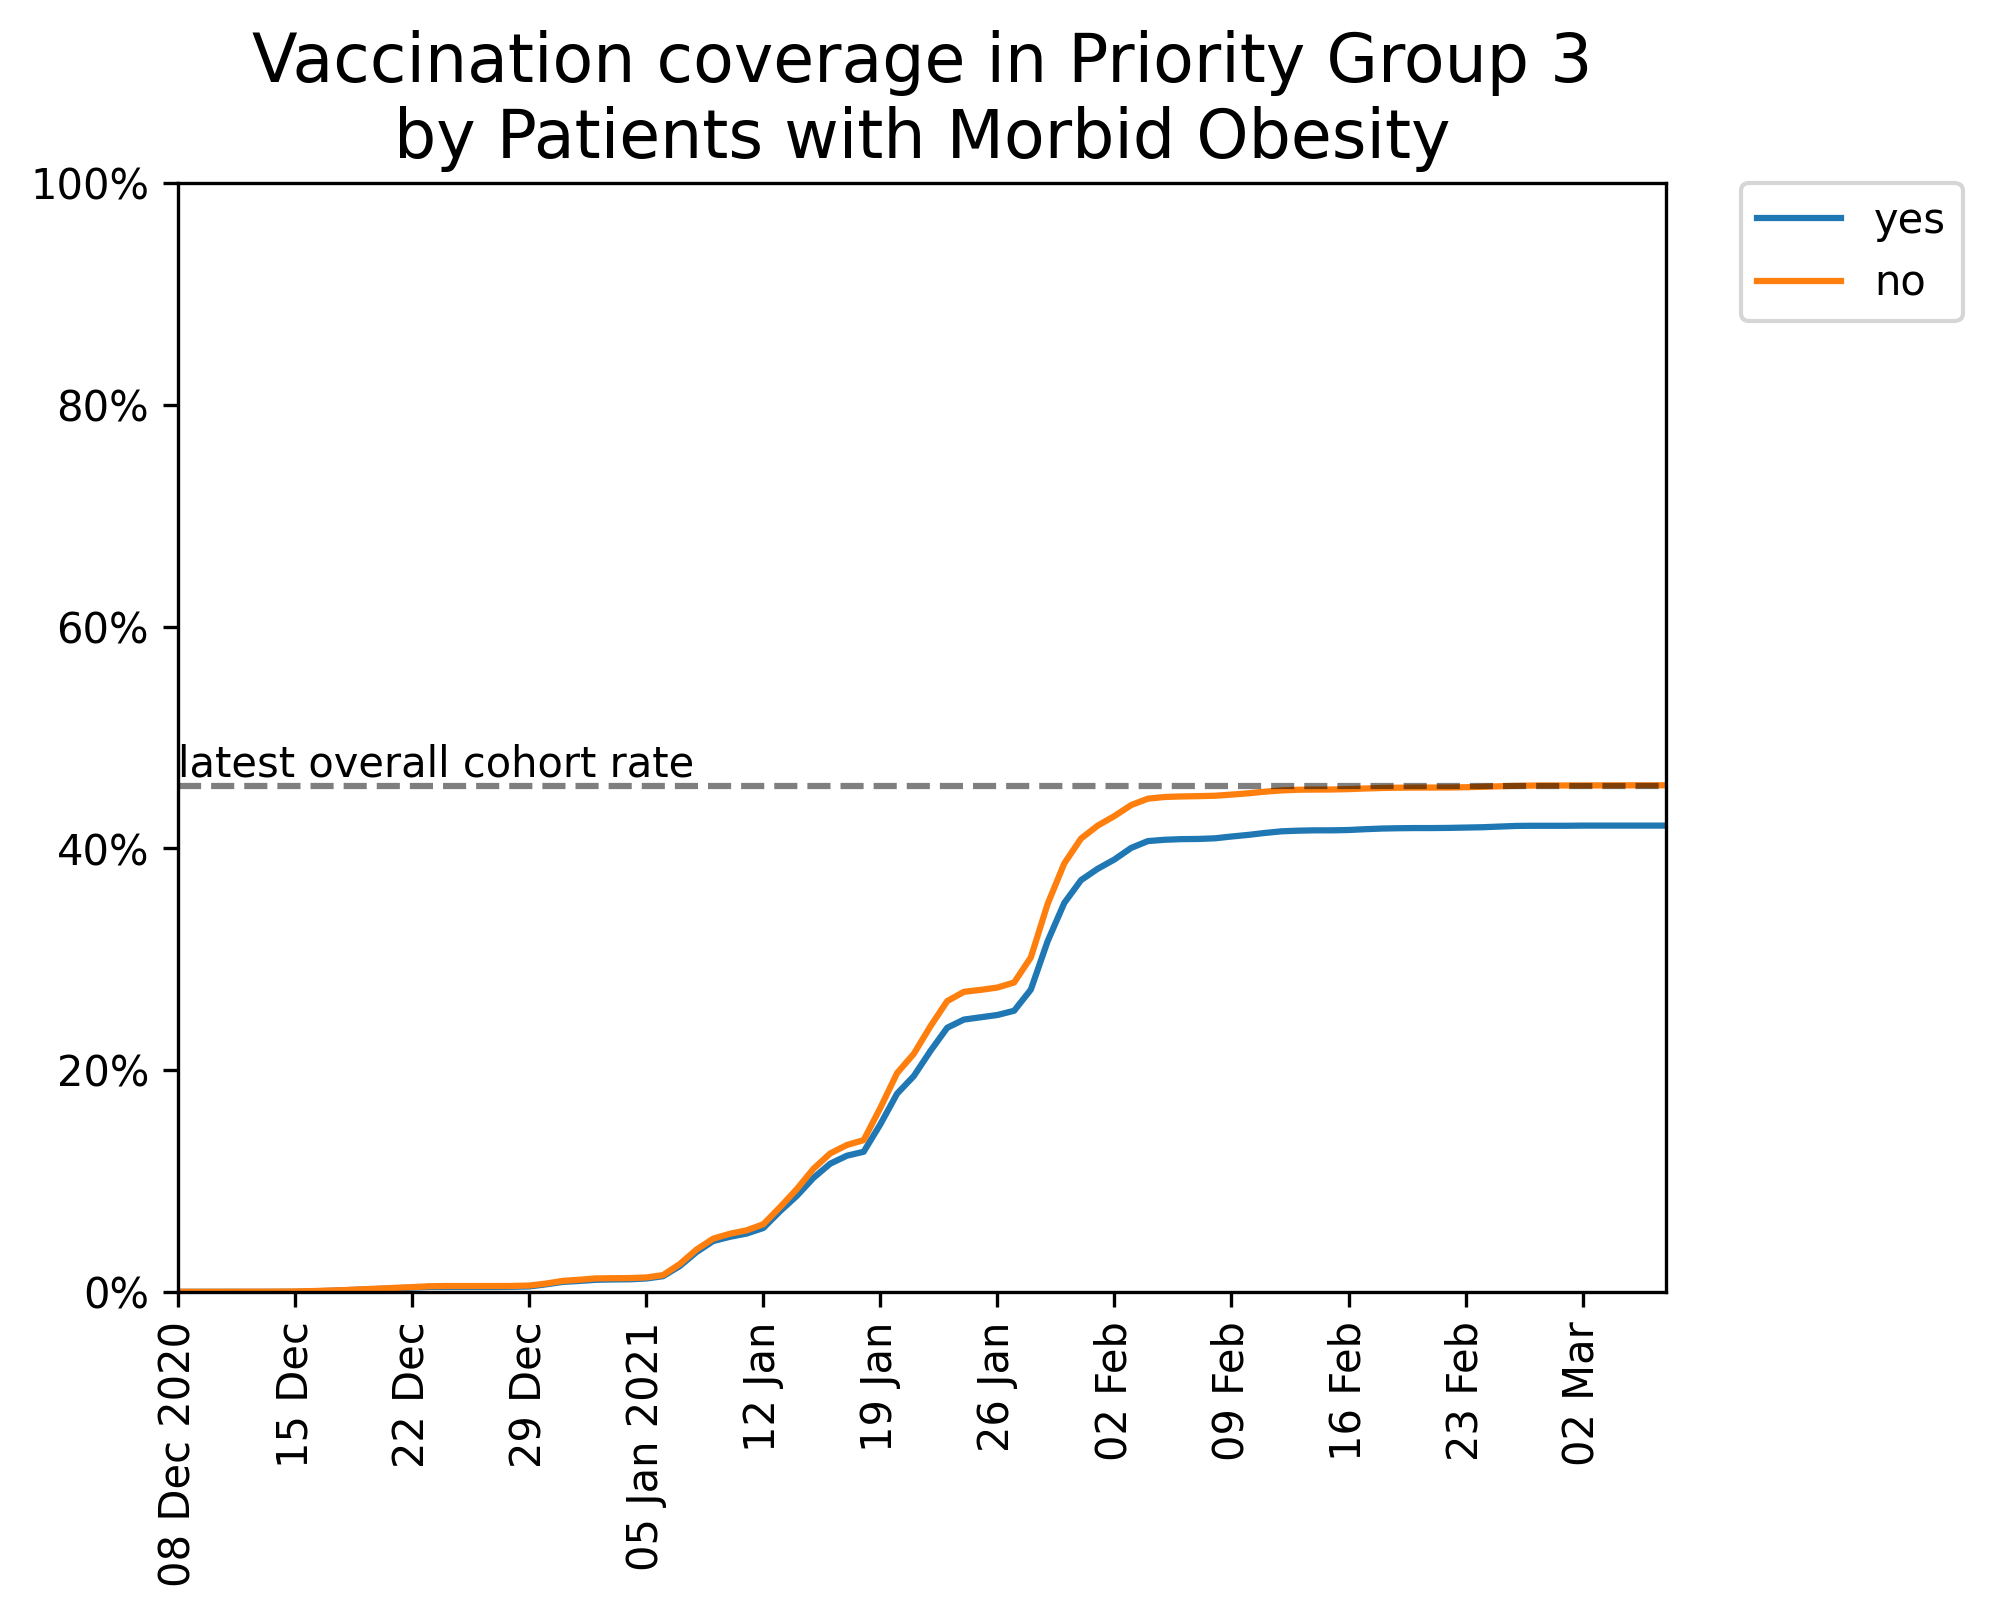 Vaccination coverage in Priority Group 3
by Patients with Morbid Obesity
100%
80%
60%
40%
20%
0%
latest overall cohort rate
yes
no
08 Dec 2020
15 Dec
22 Dec
29 Dec
05 Jan 2021
12 Jan
19 Jan
26 Jan
02 Feb
09 Feb
16 Feb
23 Feb
02 Mar